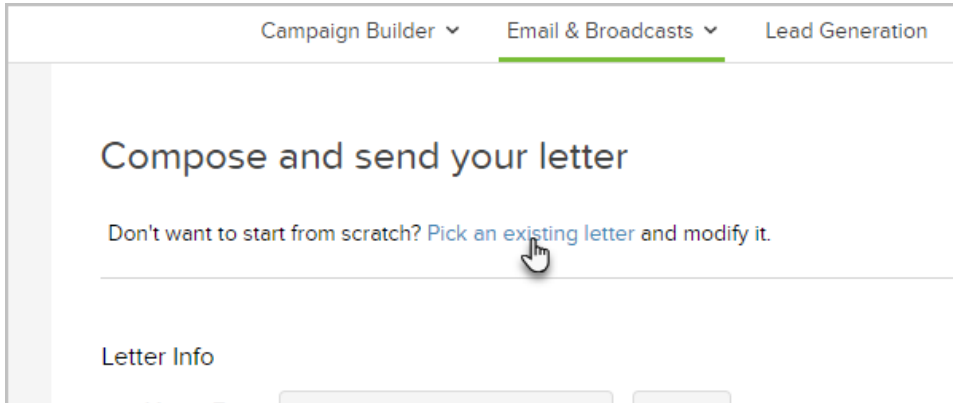 Campaign Builder Email & Broadcasts Lead Generation
Compose and send your letter
Don't want to start from scratch? Pick an existing letter and modify it.
Letter Info